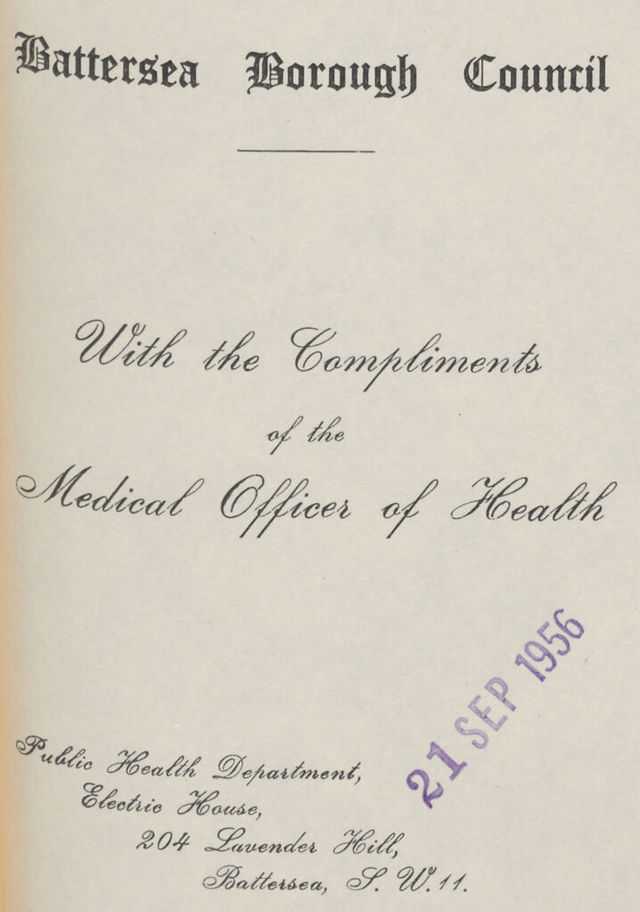 Battersea Borough Council
With the Compliments
of the
Medical Officer of Health
21 SEP 1956
Public Health Department,
Electric House,
204 Lavender Hill,
Battersea, S.W.11.